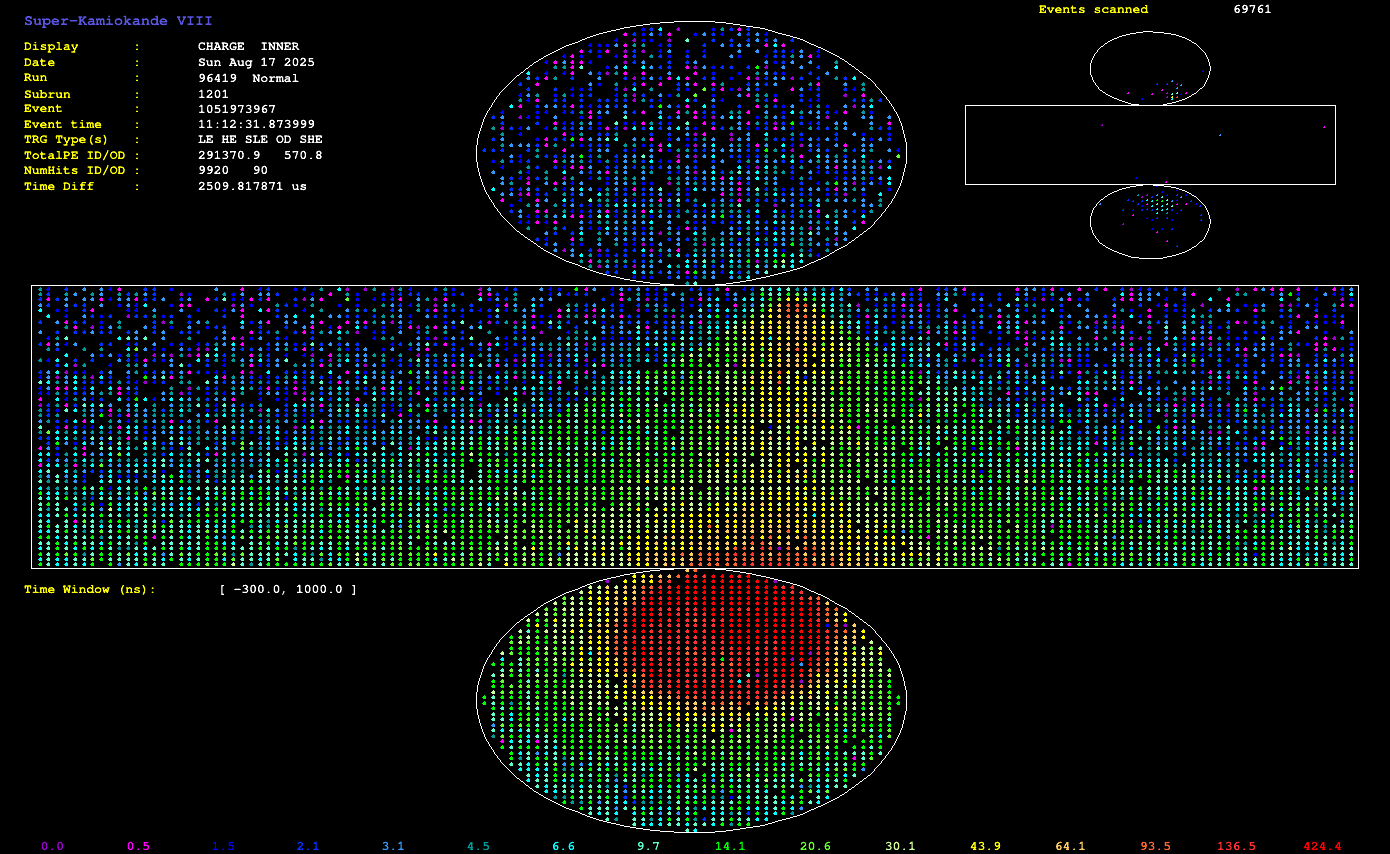 Super-Kamiokande VIII
Events scanned 69761
Display : CHARGE INNER
Date : Sun Aug 17 2025
Run : 96419 Normal
Subrun : 1201
Event : 1051973967
Event time : 11:12:31.873999
TRG Type(s) : LE HE SLE OD SHE
TotalPE ID/OD : 291370.9 570.8
NumHits ID/OD : 9920 90
Time Diff : 2509.817871 us
Time Window (ns): [ -300.0, 1000.0 ]
0.0 0.5 1.5 2.1 3.1 4.5 6.6 9.7 14.1 20.6 30.1 43.9 64.1 93.5 136.5 424.4